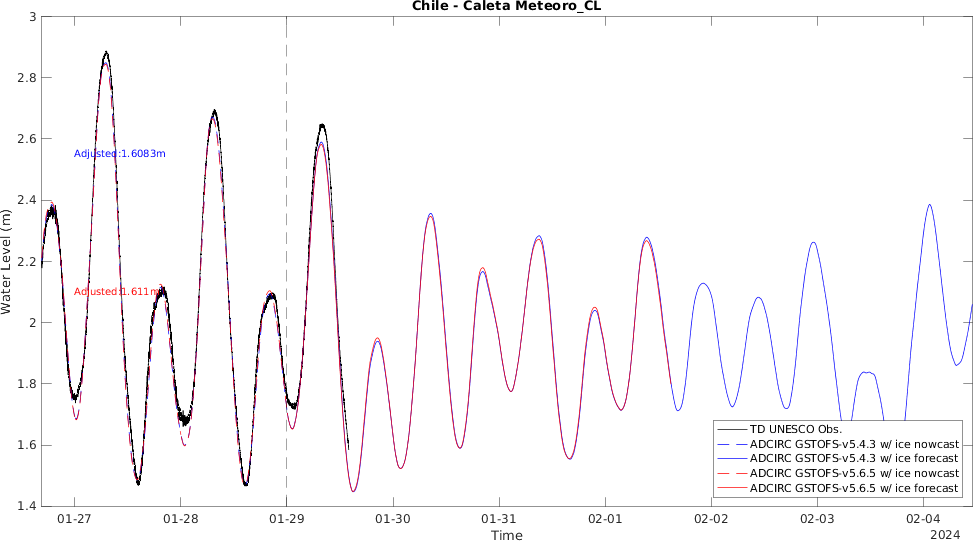 Chile - Caleta Meteoro_CL
3
2.8
2.6
2.4
2.2
2
1.8
1.6
1.4
Water Level (m)
Adjusted:1.6083m
Adjusted:1.611m
TD UNESCO Obs.
ADCIRC GSTOFS-v5.4.3 w/ ice nowcast
ADCIRC GSTOFS-v5.4.3 w/ ice forecast
ADCIRC GSTOFS-v5.6.5 w/ ice nowcast
ADCIRC GSTOFS-v5.6.5 w/ ice forecast
01-27 01-28 01-29 01-30 01-31 02-01 02-02 02-03 02-04
Time
2024